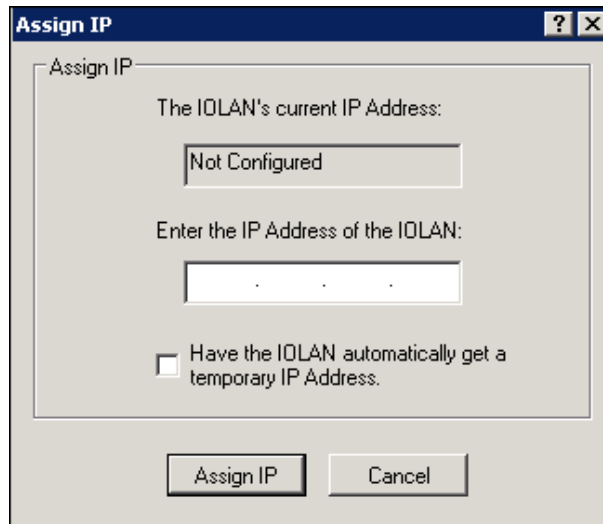 Assign IP
Assign IP
The IOLAN's current IP Address:
Not Configured
Enter the IP Address of the IOLAN:
. . .
Have the IOLAN automatically get a
temporary IP Address.
Assign IP Cancel